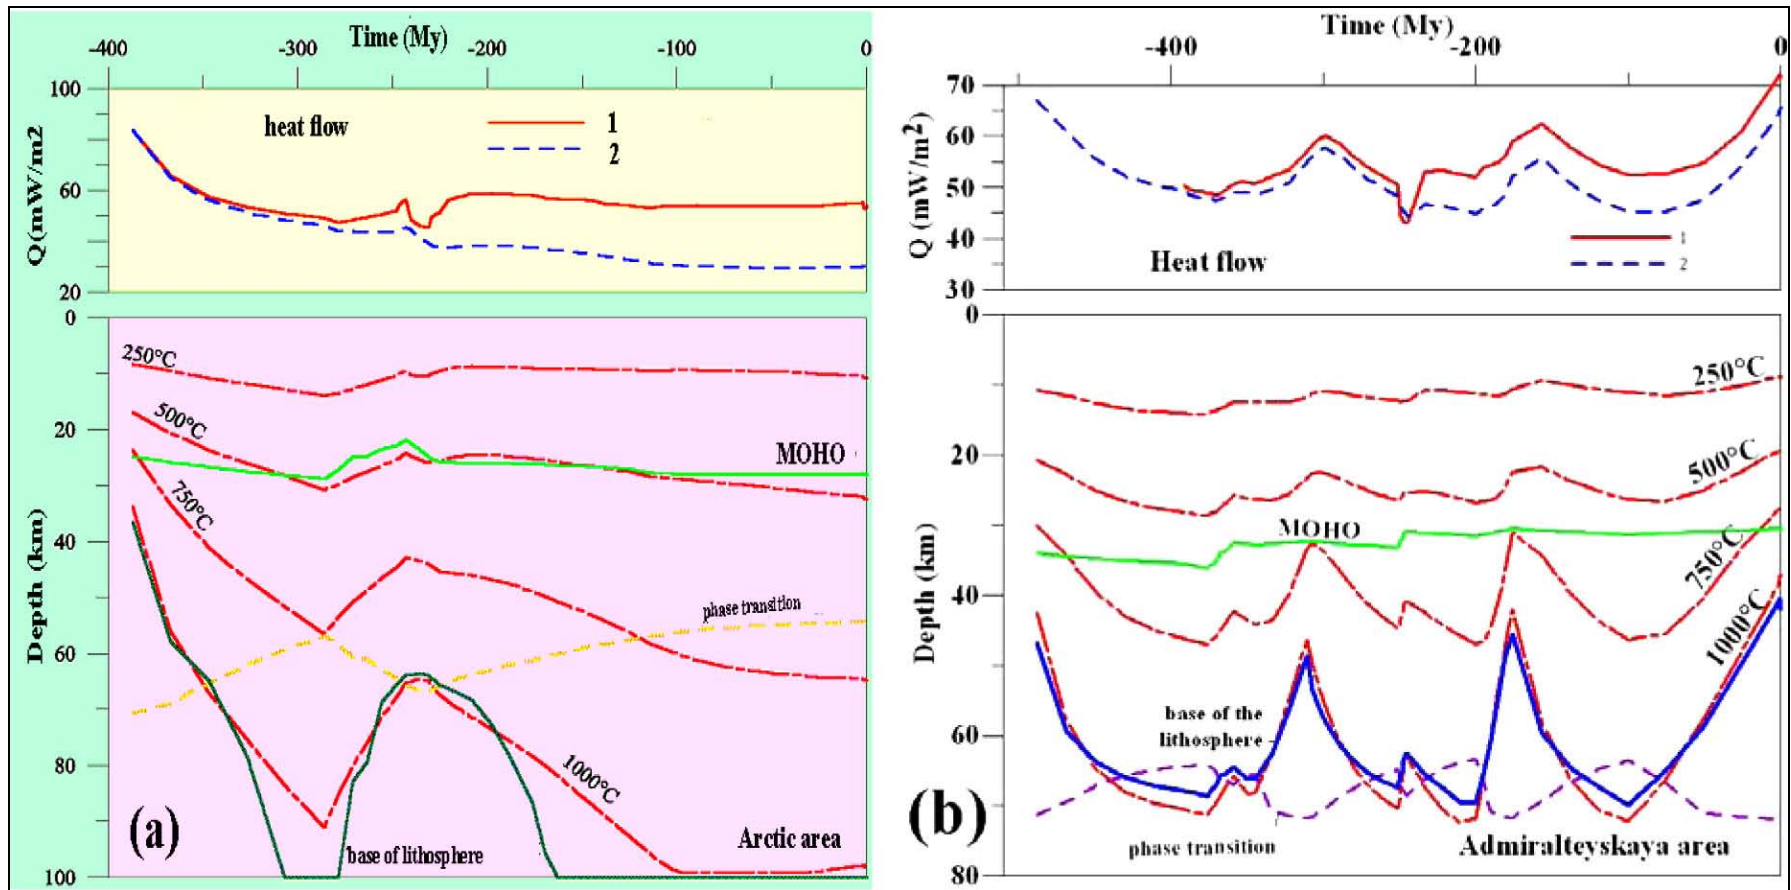 Time (My)
-400 -300 -200 -100 0
100
60
20
Q(mW/m2
heat flow
1
2
0
20
40
60
80
100
Depth (km)
250°C
500°C
750°C
1000°C
MOHO
phase transition
base of lithosphere
(a)
Arctic area
Time (My)
-400 -200 0
70
60
50
40
30
Q (mW/m²)
Heat flow
1
2
0
20
40
60
80
Depth (km)
250°C
500°C
MOHO
750°C
1000°C
base of the
lithosphere
phase transition
(b)
Admiralteyskaya area